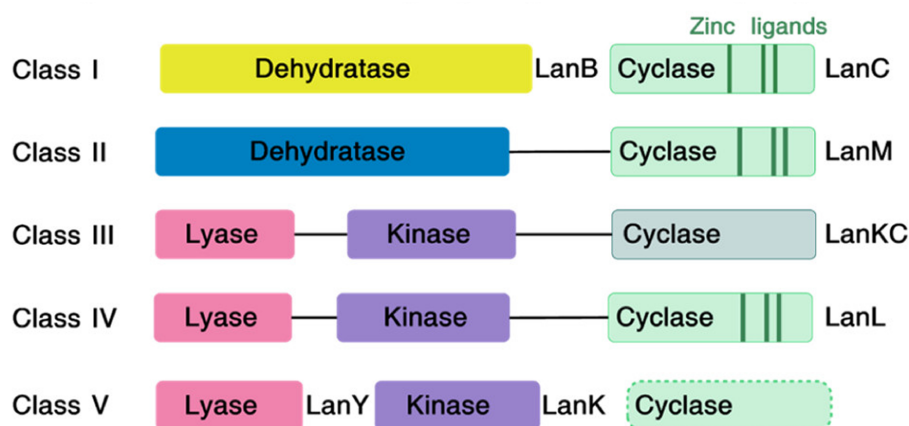 Zinc ligands
Class I Dehydratase LanB Cyclase LanC
Class II Dehydratase Cyclase LanM
Class III Lyase Kinase Cyclase LanKC
Class IV Lyase Kinase Cyclase LanL
Class V Lyase LanY Kinase LanK Cyclase